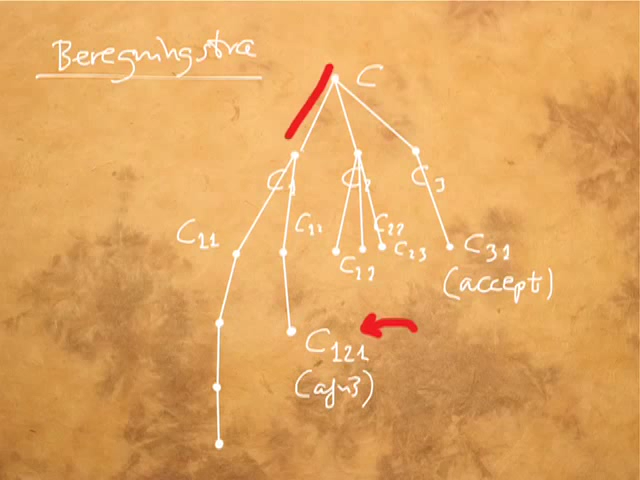 Beregningstræ
C
C1
C2
C3
C11
C12
C21
C22
C23
C31
(accept)
C121
(afvis)